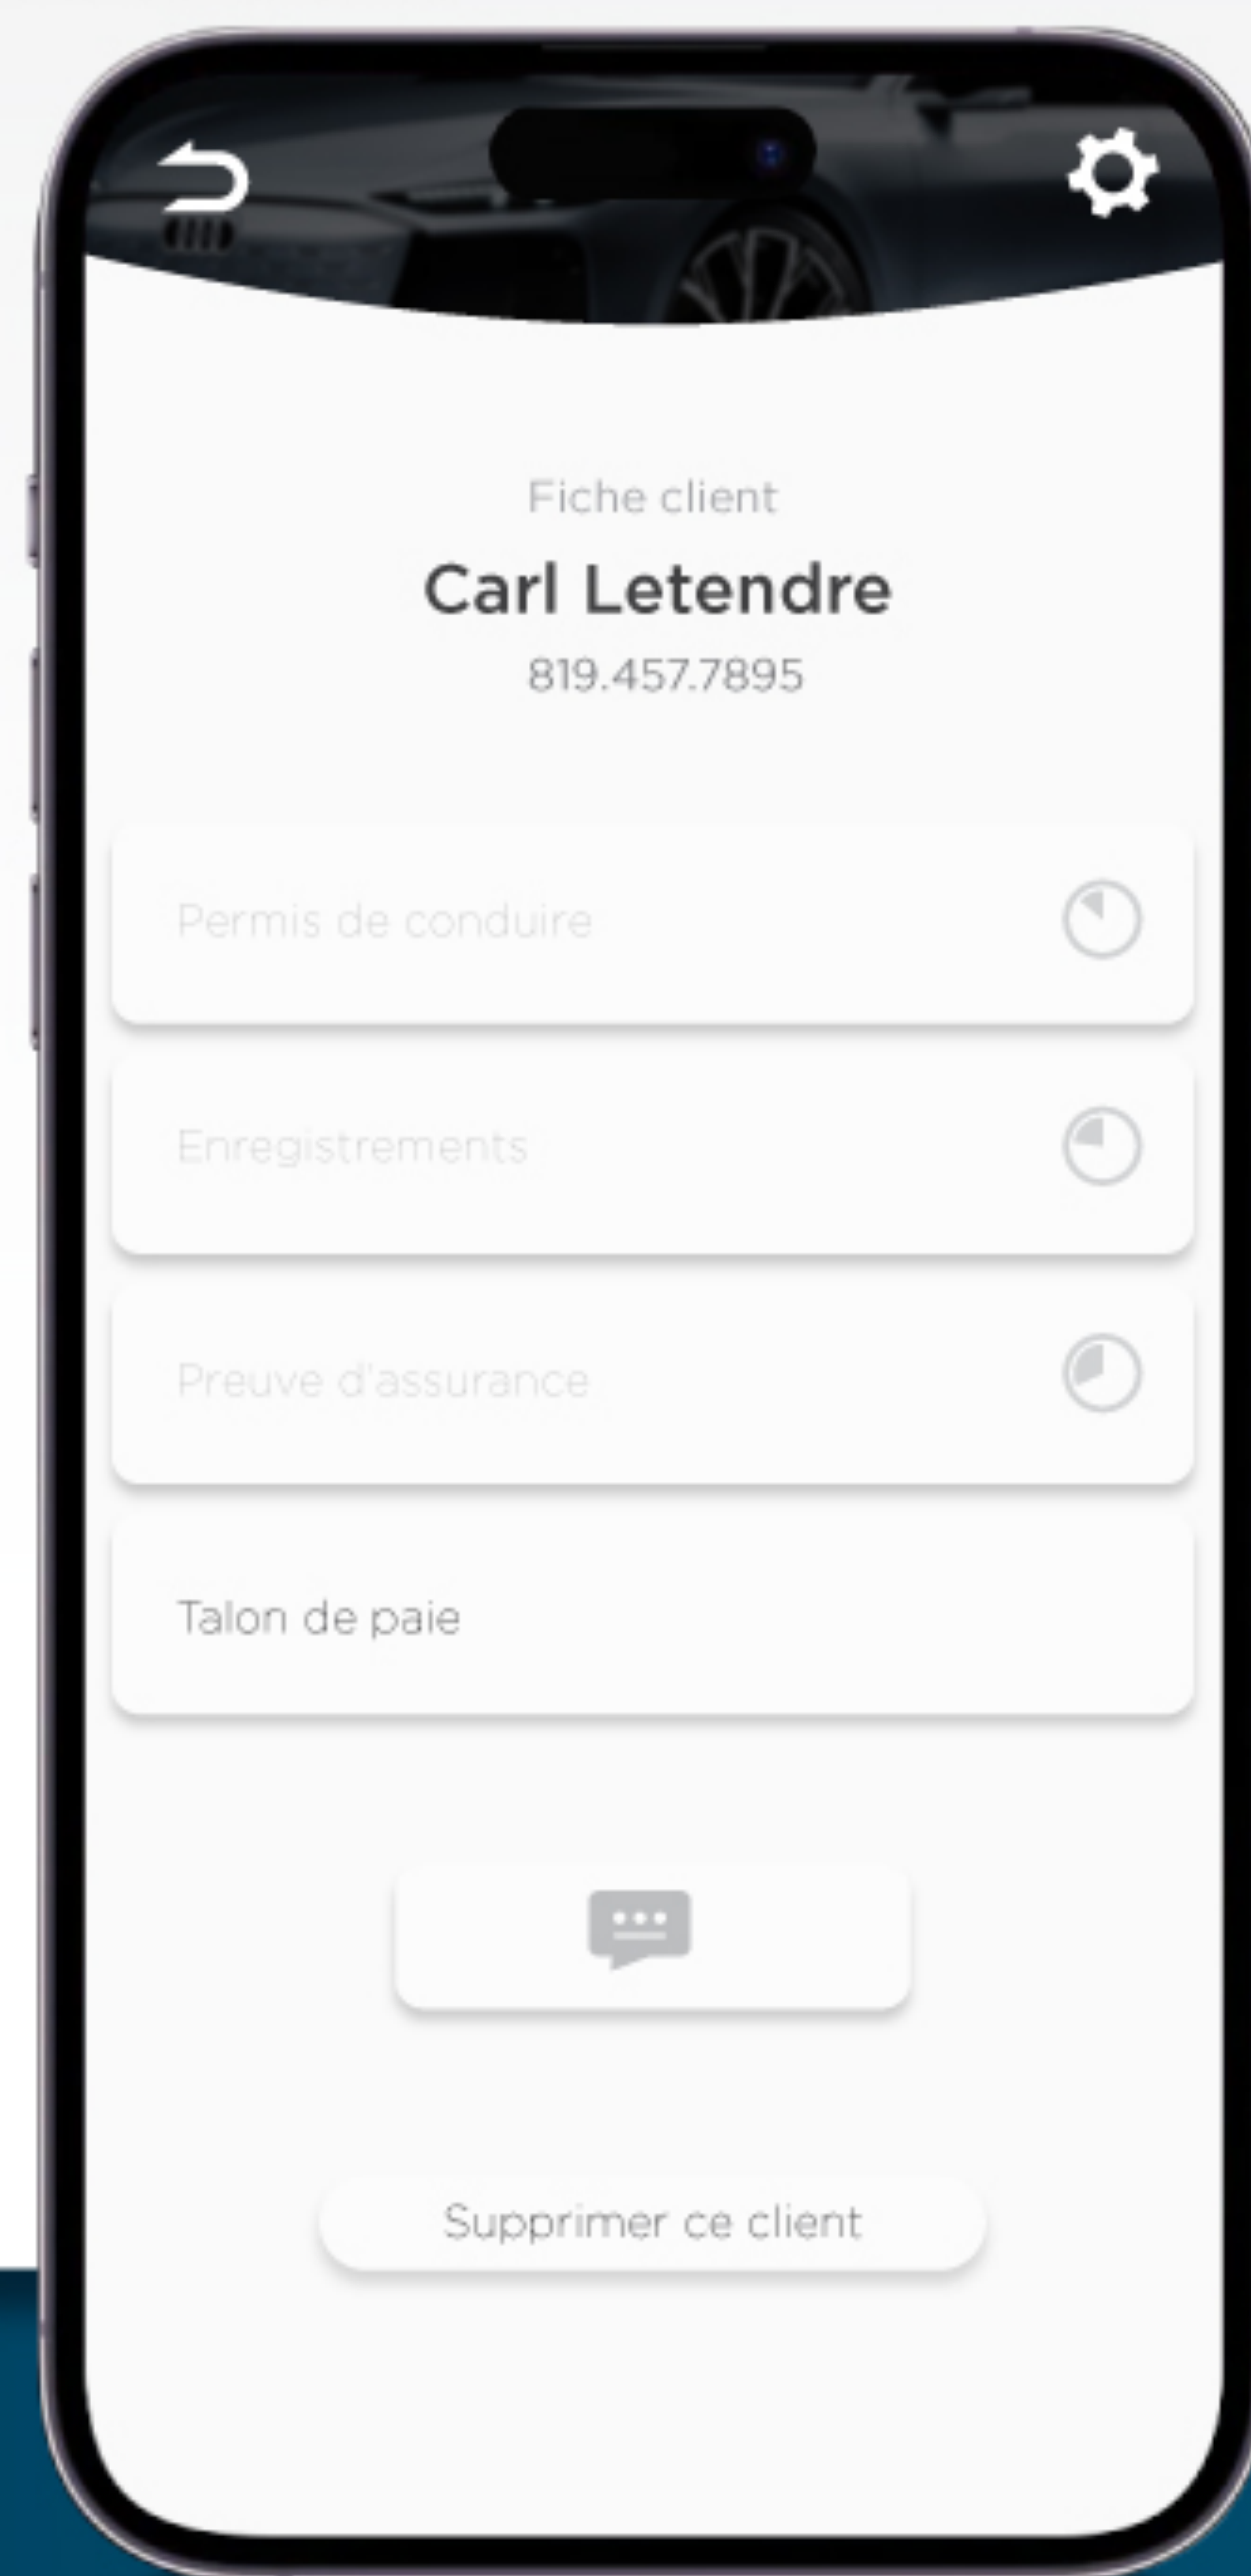 Fiche client
Carl Letendre
819.457.7895
Permis de conduire
Enregistrements
Preuve d'assurance
Talon de paie
Supprimer ce client